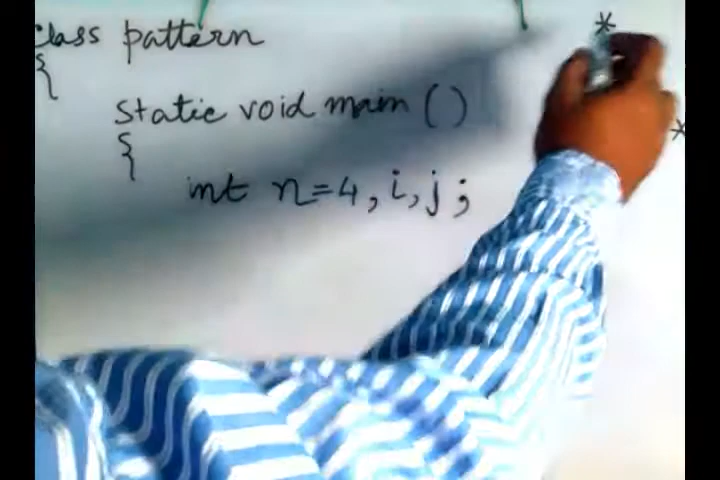 class pattern *
{
static void main ()
{ *
int n=4, i, j ;